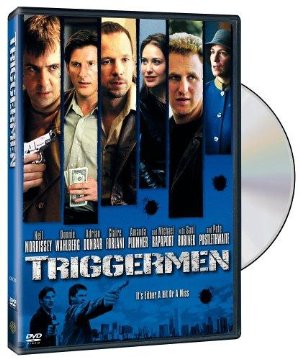 TRIGGERMEN
Neil MORRISSEY Donnie WAHLBERG Adrian DUNBAR Claire FORLANI Amanda PLUMMER and Michael RAPAPORT with Saul RUBINEK and Pete POSTLETHWAITE
TRIGGERMEN
It's Either A Hit Or A Miss
DVD
DVD